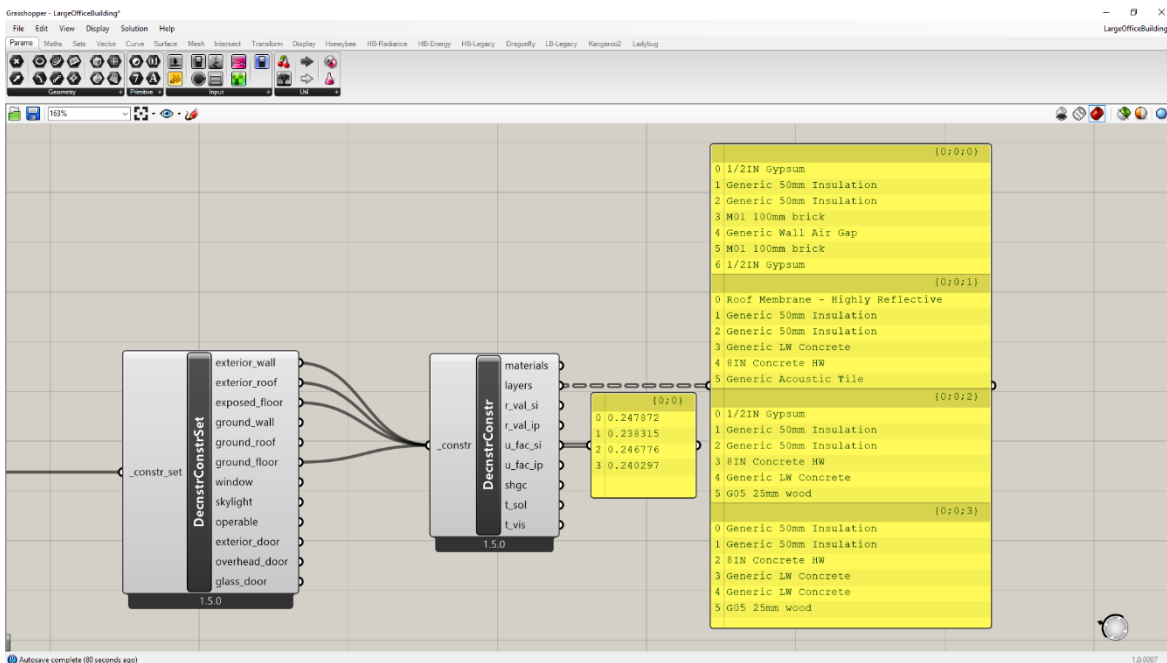 Grasshopper - LargeOfficeBuilding*
File Edit View Display Solution Help
LargeOfficeBuilding
Params Maths Sets Vector Curve Surface Mesh Intersect Transform Display Honeybee HB-Radiance HB-Energy HB-Legacy Dragonfly LB-Legacy Kangaroo2 Ladybug
Geometry + Primitive + Input + Util +
163%
_constr_set
DecnstrConstrSet
exterior_wall
exterior_roof
exposed_floor
ground_wall
ground_roof
ground_floor
window
skylight
operable
exterior_door
overhead_door
glass_door
1.5.0
_constr
DecnstrConstr
materials
layers
r_val_si
r_val_ip
u_fac_si
u_fac_ip
shgc
t_sol
t_vis
1.5.0
{0;0}
0 0.247872
1 0.238315
2 0.246776
3 0.240297
{0;0;0}
0 1/2IN Gypsum
1 Generic 50mm Insulation
2 Generic 50mm Insulation
3 M01 100mm brick
4 Generic Wall Air Gap
5 M01 100mm brick
6 1/2IN Gypsum
{0;0;1}
0 Roof Membrane - Highly Reflective
1 Generic 50mm Insulation
2 Generic 50mm Insulation
3 Generic LW Concrete
4 8IN Concrete HW
5 Generic Acoustic Tile
{0;0;2}
0 1/2IN Gypsum
1 Generic 50mm Insulation
2 Generic 50mm Insulation
3 8IN Concrete HW
4 Generic LW Concrete
5 G05 25mm wood
{0;0;3}
0 Generic 50mm Insulation
1 Generic 50mm Insulation
2 8IN Concrete HW
3 Generic LW Concrete
4 Generic LW Concrete
5 G05 25mm wood
Autosave complete (80 seconds ago)
1.0.0007